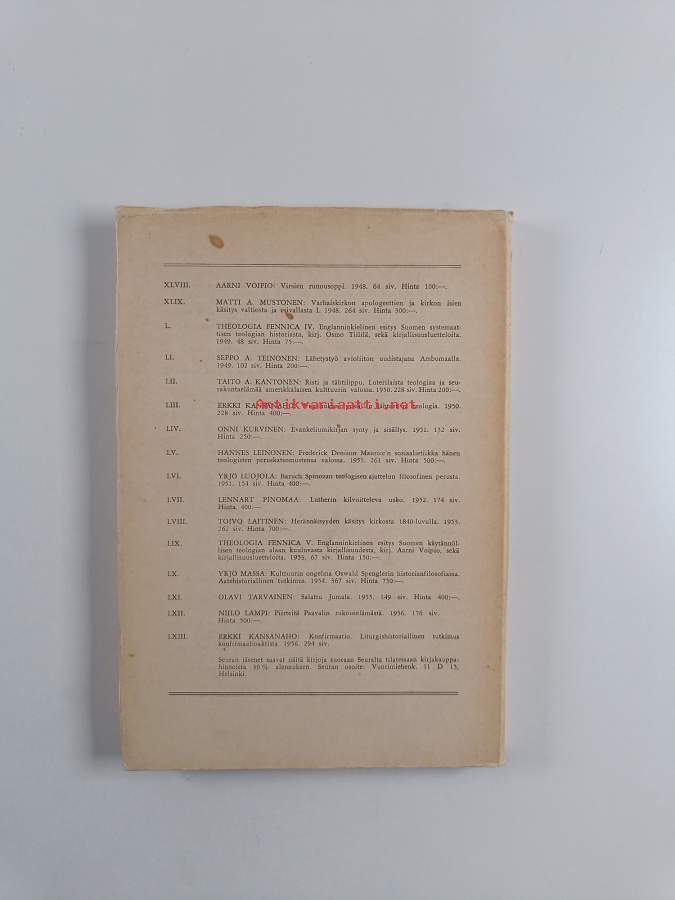 XLVIII. AARNI VOIPIO: Virsien runousoppi. 1948. 64 siv. Hinta 100:—.
XLIX. MATTI A. MUSTONEN: Varhaiskirkon apologeettien ja kirkon isien
käsitys valtiosta ja esivallasta I. 1948. 264 siv. Hinta 300:—.
L. THEOLOGIA FENNICA IV. Englanninkielinen esitys Suomen systemaat-
tisen teologian historiasta, kirj. Osmo Tiililä, sekä kirjallisuusluetteloita.
1949. 48 siv. Hinta 75:—.
LI. SEPPO A. TEINONEN: Lähetystyö avioliiton uudistajana Ambomaalla.
1949. 102 siv. Hinta 200:—.
LII. TAITO A. KANTONEN: Risti ja tähtilippu. Luterilaista teologiaa ja seu-
rakuntaelämää amerikkalaisen kulttuurin valossa. 1950. 228 siv. Hinta 200:—.
LIII. ERKKI KANSANAHO: teologia. 1950.
228 siv. Hinta 400:—.
Antikvariaatti.net
LIV. ONNI KURVINEN: Evankeliumikirjan synty ja sisällys. 1951. 132 siv.
Hinta 250:—.
LV. HANNES LEINONEN: Frederick Denison Maurice'n sosiaalietiikka hänen
teologisten peruskatsomustensa valossa. 1951. 261 siv. Hinta 500:—.
LVI. YRJÖ LUOJOLA: Baruch Spinozan teologisen ajattelun filosofinen perusta.
1951. 154 siv. Hinta 400:—.
LVII. LENNART PINOMAA: Lutherin kilvoitteleva usko. 1952. 174 siv.
Hinta 400:—
LVIII. TOIVO LAITINEN: Herännäisyyden käsitys kirkosta 1840-luvulla. 1953.
262 siv. Hinta 700:—.
LIX. THEOLOGIA FENNICA V. Englanninkielinen esitys Suomen käytännöl-
lisen teologian alaan kuuluvasta kirjallisuudesta, kirj. Aarni Voipio, sekä
kirjallisuusluetteloita. 67 siv. Hinta 150:—.
LX. YRJÖ MASSA: Kulttuurin ongelma Oswald Spenglerin historianfilosofiassa.
Aatehistoriallinen tutkimus. 1954. 367 siv. Hinta 750:—.
LXI. OLAVI TARVAINEN: Salattu Jumala. 1955. 149 siv. Hinta 400:—.
LXII. NIILO LAMPI: Piirteitä Paavalin rukouselämästä. 1956. 176 siv.
Hinta 500:—.
LXIII. ERKKI KANSANAHO: Konfirmaatio. Liturgishistoriallinen tutkimus
konfirmaatioaktista. 1956. 294 siv.
Seuran jäsenet saavat näitä kirjoja suoraan Seuralta tilatessaan kirjakauppa-
hinnoista 30 % alennuksen. Seuran osoite: Vuorimiehenk. 11 D 15,
Helsinki.